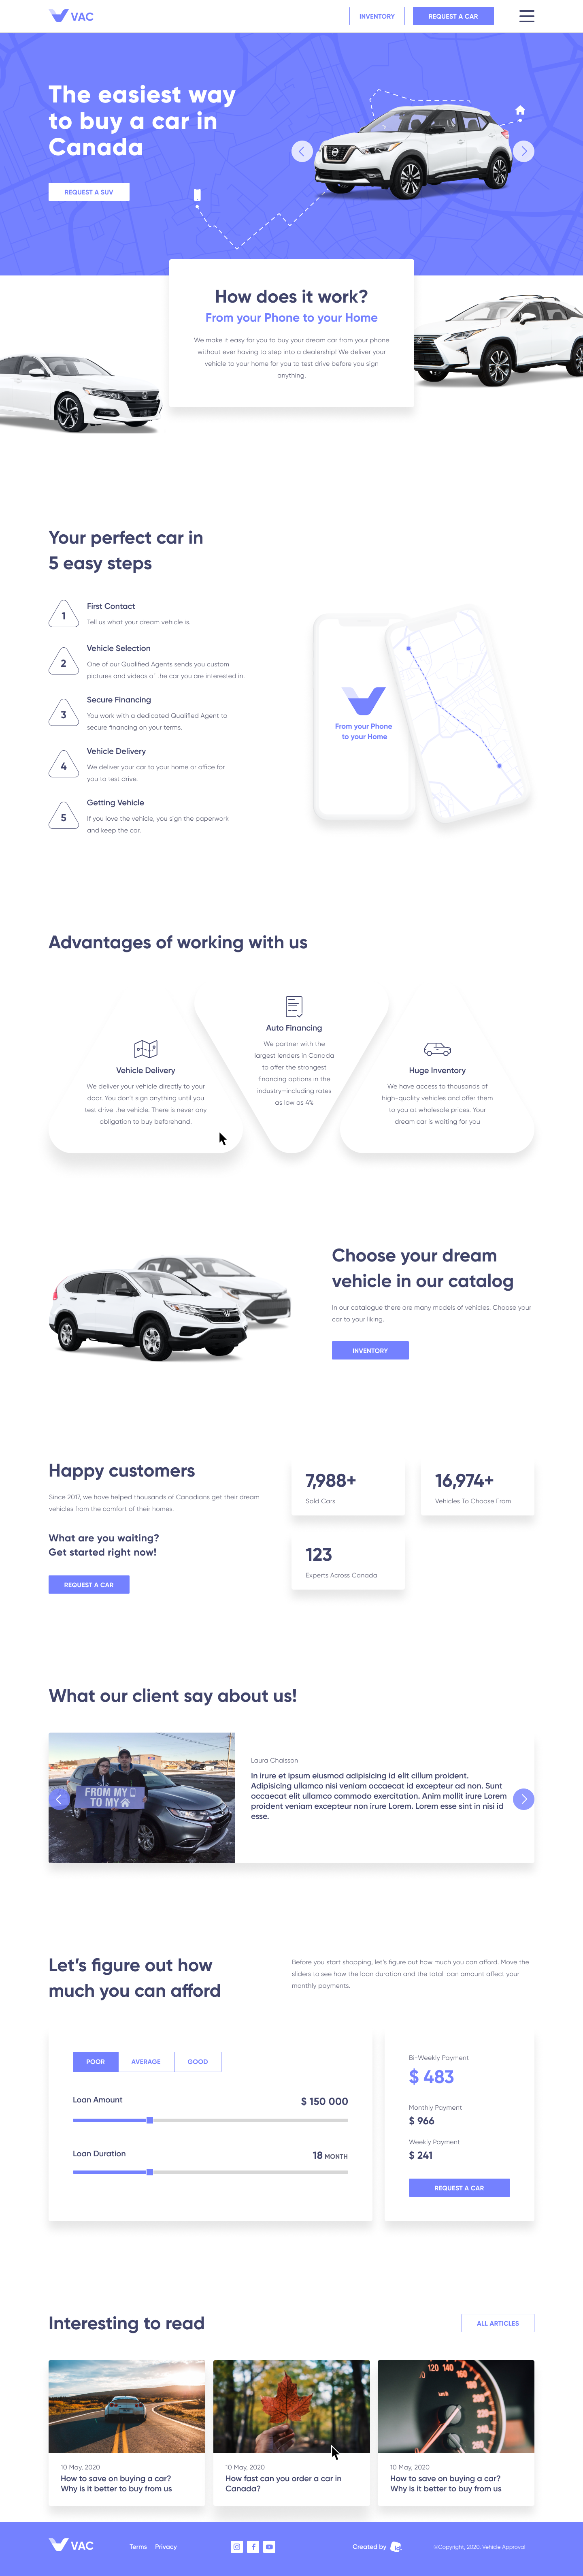 VAC
INVENTORY
REQUEST A CAR
The easiest way
to buy a car in
Canada
REQUEST A SUV
How does it work?
From your Phone to your Home
We make it easy for you to buy your dream car from your phone
without ever having to step into a dealership! We deliver your
vehicle to your home for you to test drive before you sign
anything.
Your perfect car in
5 easy steps
1
First Contact
Tell us what your dream vehicle is.
2
Vehicle Selection
One of our Qualified Agents sends you custom
pictures and videos of the car you are interested in.
3
Secure Financing
You work with a dedicated Qualified Agent to
secure financing on your terms.
4
Vehicle Delivery
We deliver your car to your home or office for
you to test drive.
5
Getting Vehicle
If you love the vehicle, you sign the paperwork
and keep the car.
From your Phone
to your Home
Advantages of working with us
Vehicle Delivery
We deliver your vehicle directly to your
door. You don't sign anything until you
test drive the vehicle. There is never any
obligation to buy beforehand.
Auto Financing
We partner with the
largest lenders in Canada
to offer the strongest
financing options in the
industry—including rates
as low as 4%
Huge Inventory
We have access to thousands of
high-quality vehicles and offer them
to you at wholesale prices. Your
dream car is waiting for you
Choose your dream
vehicle in our catalog
In our catalogue there are many models of vehicles. Choose your
car to your liking.
INVENTORY
Happy customers
Since 2017, we have helped thousands of Canadians get their dream
vehicles from the comfort of their homes.
What are you waiting?
Get started right now!
REQUEST A CAR
7,988+
Sold Cars
16,974+
Vehicles To Choose From
123
Experts Across Canada
What our client say about us!
FROM MY
TO MY
Laura Chaisson
In irure et ipsum eiusmod adipisicing id elit cillum proident.
Adipisicing ullamco nisi veniam occaecat id excepteur ad non. Sunt
occaecat elit ullamco commodo exercitation. Anim mollit irure Lorem
proident veniam excepteur non irure Lorem. Lorem esse sint in nisi id
esse.
Let's figure out how
much you can afford
Before you start shopping, let's figure out how much you can afford. Move the
sliders to see how the loan duration and the total loan amount affect your
monthly payments.
POOR
AVERAGE
GOOD
Loan Amount
$ 150 000
Loan Duration
18 MONTH
Bi-Weekly Payment
$ 483
Monthly Payment
$ 966
Weekly Payment
$ 241
REQUEST A CAR
Interesting to read
ALL ARTICLES
10 May, 2020
How to save on buying a car?
Why is it better to buy from us
10 May, 2020
How fast can you order a car in
Canada?
10 May, 2020
How to save on buying a car?
Why is it better to buy from us
VAC
Terms
Privacy
Created by
©Copyright, 2020. Vehicle Approval